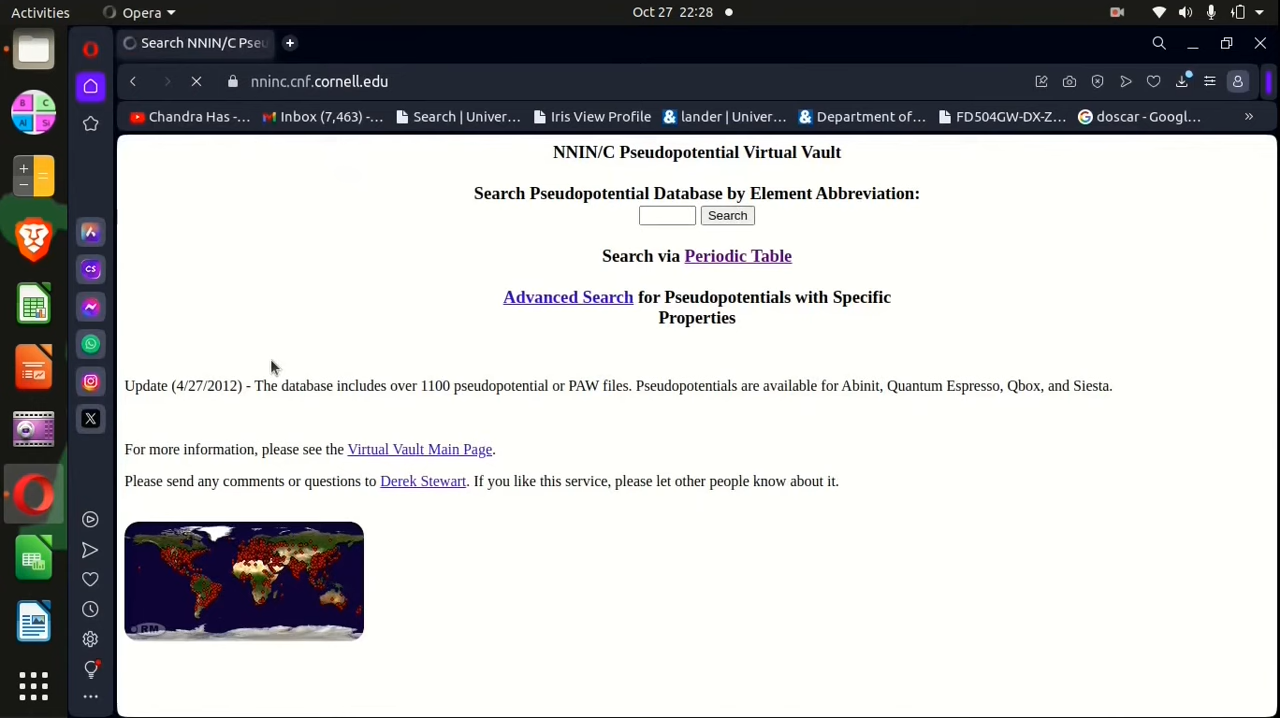 Activities
Opera
Oct 27 22:28
Search NNIN/C Pseu
nninc.cnf.cornell.edu
Chandra Has -...
Inbox (7,463) -...
Search | Univer...
Iris View Profile
lander | Univer...
Department of...
FD504GW-DX-Z...
doscar - Googl...
»
NNIN/C Pseudopotential Virtual Vault
Search Pseudopotential Database by Element Abbreviation:
Search
Search via Periodic Table
Advanced Search for Pseudopotentials with Specific
Properties
Update (4/27/2012) - The database includes over 1100 pseudopotential or PAW files. Pseudopotentials are available for Abinit, Quantum Espresso, Qbox, and Siesta.
For more information, please see the Virtual Vault Main Page.
Please send any comments or questions to Derek Stewart. If you like this service, please let other people know about it.
RM
B C
Al Si
CS